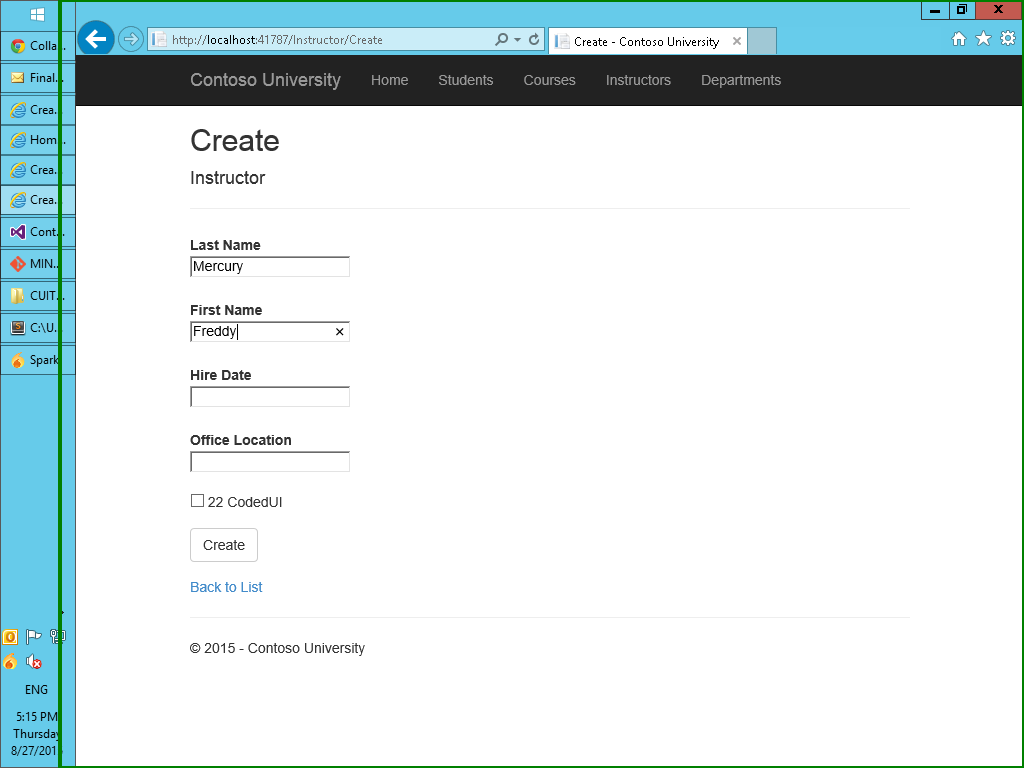 Colla..
Final..
Crea..
Hom..
Crea..
Crea..
Cont..
MIN..
CUIT..
C:\U..
Spark
ENG
5:15 PM
Thursday
8/27/201
http://localhost:41787/Instructor/Create
Create - Contoso University
Contoso University Home Students Courses Instructors Departments
Create
Instructor
Last Name
Mercury
First Name
Freddy
Hire Date
Office Location
22 CodedUI
Create
Back to List
© 2015 - Contoso University